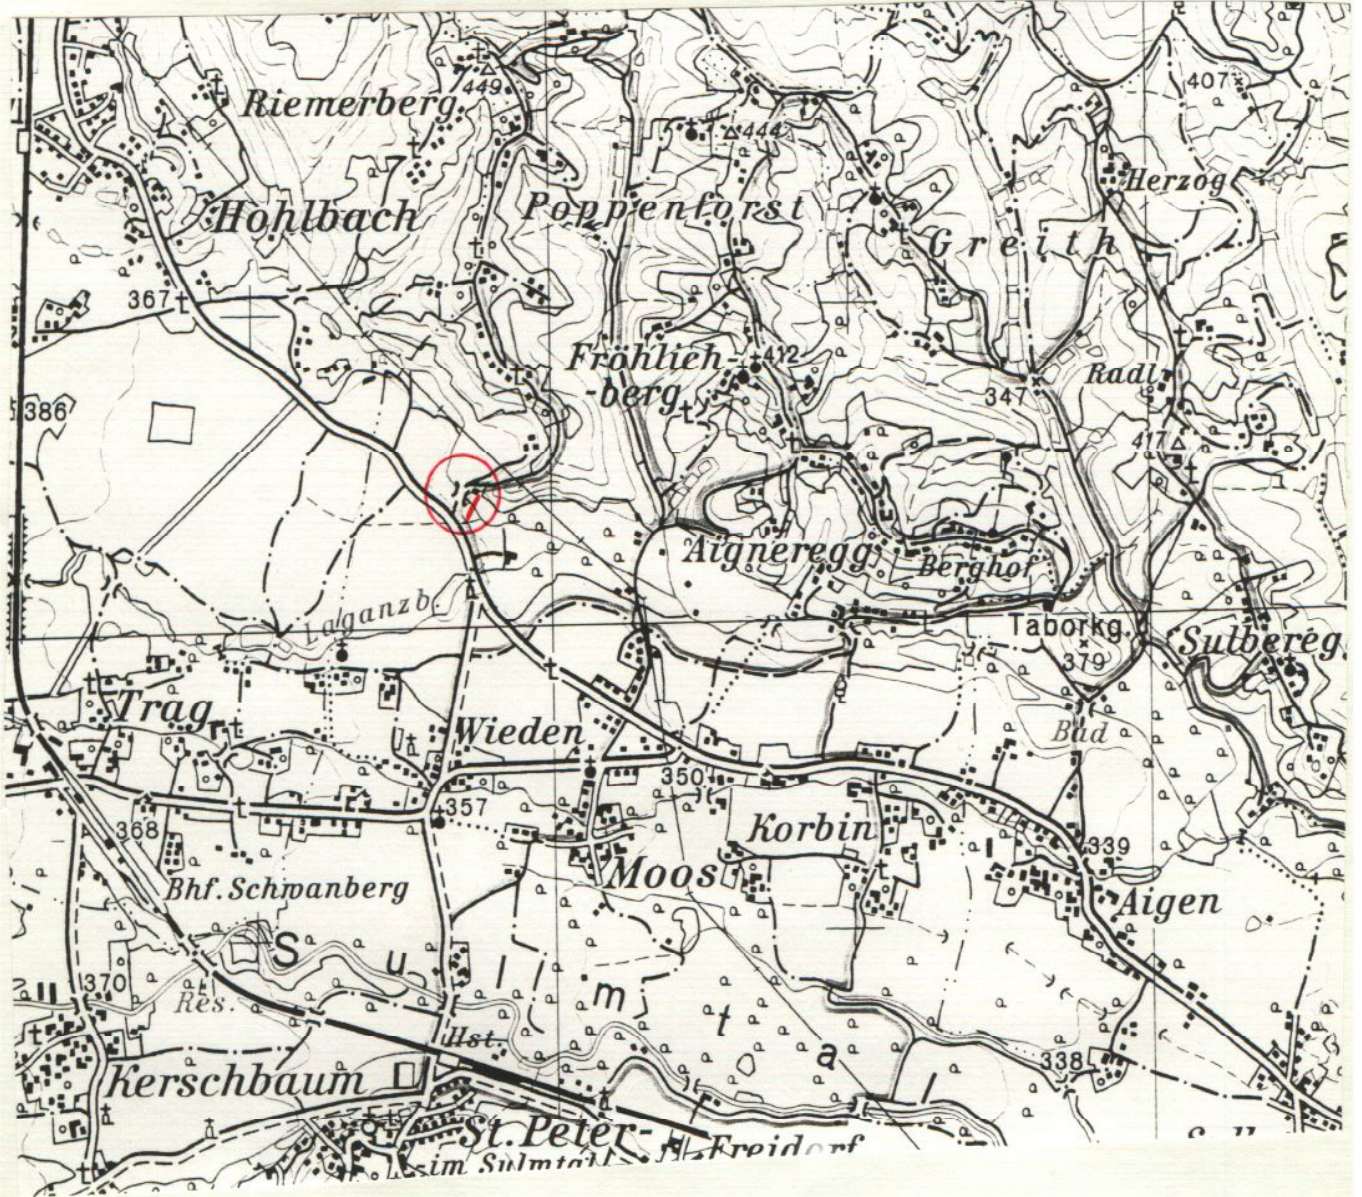 407
449
Riemerberg
444
Herzog
Hohlbach
Poppenforst
Greith
367
Fröhlich-
-berg
412
Radl
347
386
417
Aigneregg
Berghof
Laganzb.
Taborkg.
379
Sulbereg
Trag
Wieden
Bad
350
357
368
Korbin
339
Moos
Bhf. Schwanberg
Aigen
Sulmta
370
Res.
Hst.
338
Kerschbaum
St. Peter-
Freidorf
im Sulmtal